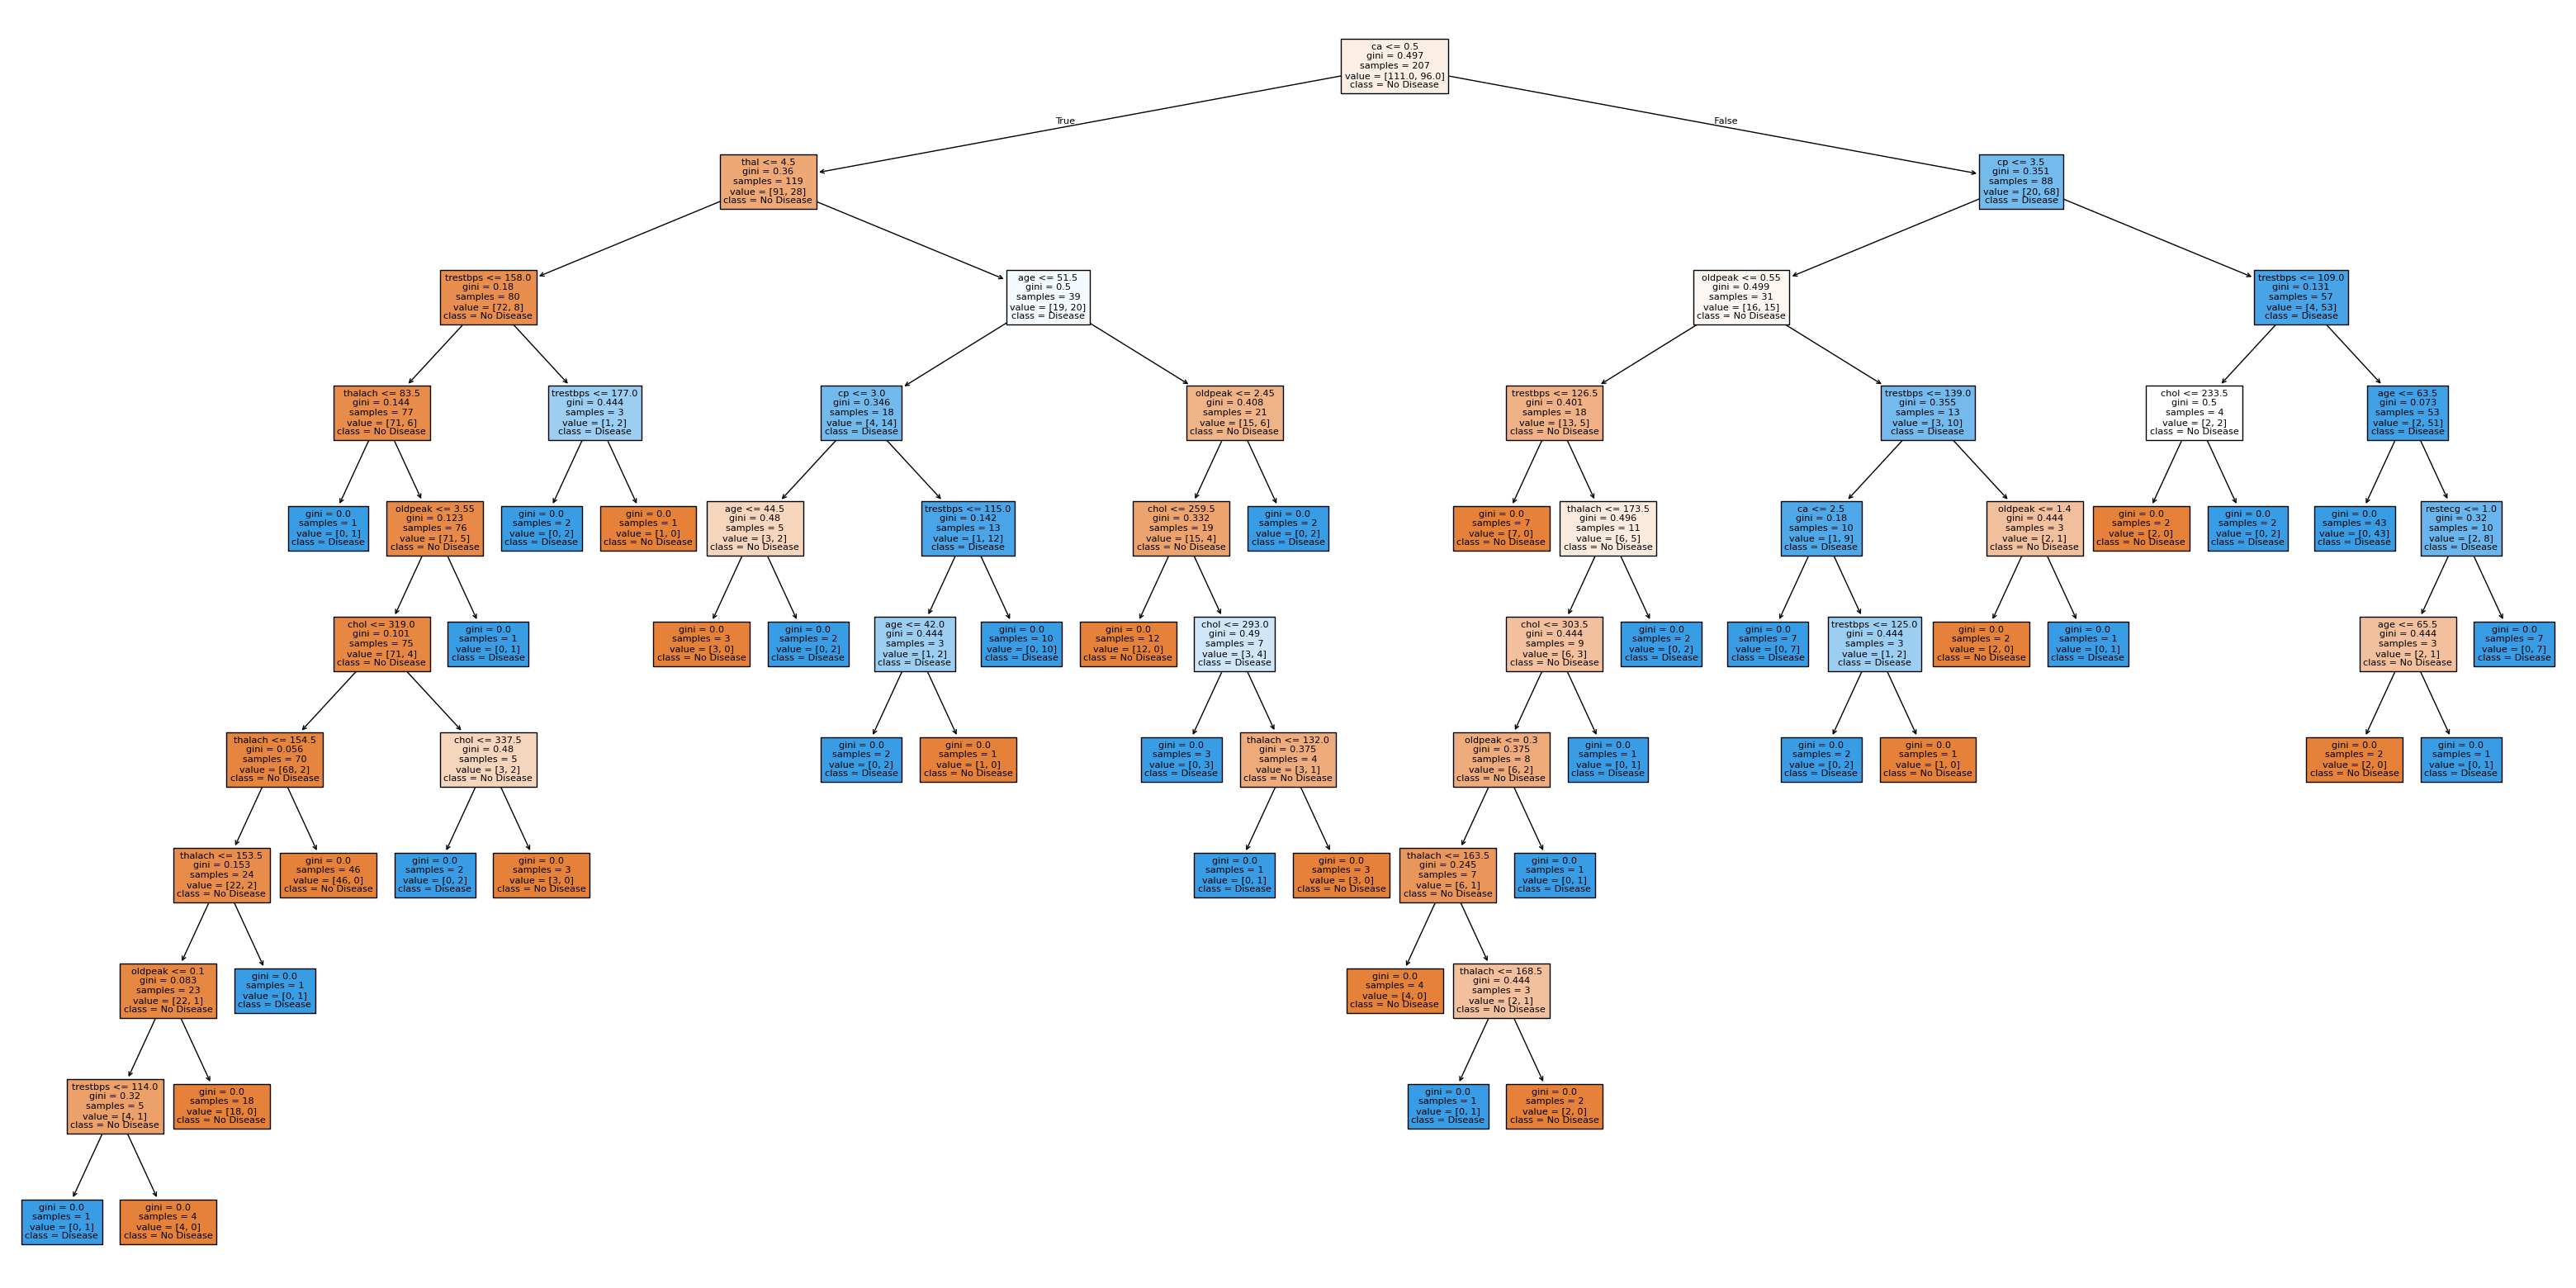 ca <= 0.5
gini = 0.497
samples = 207
value = [111.0, 96.0]
class = No Disease
True
False
thal <= 4.5
gini = 0.36
samples = 119
value = [91, 28]
class = No Disease
cp <= 3.5
gini = 0.351
samples = 88
value = [20, 68]
class = Disease
trestbps <= 158.0
gini = 0.18
samples = 80
value = [72, 8]
class = No Disease
age <= 51.5
gini = 0.5
samples = 39
value = [19, 20]
class = Disease
oldpeak <= 0.55
gini = 0.499
samples = 31
value = [16, 15]
class = No Disease
trestbps <= 109.0
gini = 0.131
samples = 57
value = [4, 53]
class = Disease
thalach <= 83.5
gini = 0.144
samples = 77
value = [71, 6]
class = No Disease
trestbps <= 177.0
gini = 0.444
samples = 3
value = [1, 2]
class = Disease
cp <= 3.0
gini = 0.346
samples = 18
value = [4, 14]
class = Disease
oldpeak <= 2.45
gini = 0.408
samples = 21
value = [15, 6]
class = No Disease
trestbps <= 126.5
gini = 0.401
samples = 18
value = [13, 5]
class = No Disease
trestbps <= 139.0
gini = 0.355
samples = 13
value = [3, 10]
class = Disease
chol <= 233.5
gini = 0.5
samples = 4
value = [2, 2]
class = No Disease
age <= 63.5
gini = 0.073
samples = 53
value = [2, 51]
class = Disease
gini = 0.0
samples = 1
value = [0, 1]
class = Disease
oldpeak <= 3.55
gini = 0.123
samples = 76
value = [71, 5]
class = No Disease
gini = 0.0
samples = 2
value = [0, 2]
class = Disease
gini = 0.0
samples = 1
value = [1, 0]
class = No Disease
age <= 44.5
gini = 0.48
samples = 5
value = [3, 2]
class = No Disease
trestbps <= 115.0
gini = 0.142
samples = 13
value = [1, 12]
class = Disease
chol <= 259.5
gini = 0.332
samples = 19
value = [15, 4]
class = No Disease
gini = 0.0
samples = 2
value = [0, 2]
class = Disease
gini = 0.0
samples = 7
value = [7, 0]
class = No Disease
thalach <= 173.5
gini = 0.496
samples = 11
value = [6, 5]
class = No Disease
ca <= 2.5
gini = 0.18
samples = 10
value = [1, 9]
class = Disease
oldpeak <= 1.4
gini = 0.444
samples = 3
value = [2, 1]
class = No Disease
gini = 0.0
samples = 2
value = [2, 0]
class = No Disease
gini = 0.0
samples = 2
value = [0, 2]
class = Disease
gini = 0.0
samples = 43
value = [0, 43]
class = Disease
restecg <= 1.0
gini = 0.32
samples = 10
value = [2, 8]
class = Disease
chol <= 319.0
gini = 0.101
samples = 75
value = [71, 4]
class = No Disease
gini = 0.0
samples = 1
value = [0, 1]
class = Disease
gini = 0.0
samples = 3
value = [3, 0]
class = No Disease
gini = 0.0
samples = 2
value = [0, 2]
class = Disease
age <= 42.0
gini = 0.444
samples = 3
value = [1, 2]
class = Disease
gini = 0.0
samples = 10
value = [0, 10]
class = Disease
gini = 0.0
samples = 12
value = [12, 0]
class = No Disease
chol <= 293.0
gini = 0.49
samples = 7
value = [3, 4]
class = Disease
chol <= 303.5
gini = 0.444
samples = 9
value = [6, 3]
class = No Disease
gini = 0.0
samples = 2
value = [0, 2]
class = Disease
gini = 0.0
samples = 7
value = [0, 7]
class = Disease
trestbps <= 125.0
gini = 0.444
samples = 3
value = [1, 2]
class = Disease
gini = 0.0
samples = 2
value = [2, 0]
class = No Disease
gini = 0.0
samples = 1
value = [0, 1]
class = Disease
age <= 65.5
gini = 0.444
samples = 3
value = [2, 1]
class = No Disease
gini = 0.0
samples = 7
value = [0, 7]
class = Disease
thalach <= 154.5
gini = 0.056
samples = 70
value = [68, 2]
class = No Disease
chol <= 337.5
gini = 0.48
samples = 5
value = [3, 2]
class = No Disease
gini = 0.0
samples = 2
value = [0, 2]
class = Disease
gini = 0.0
samples = 1
value = [1, 0]
class = No Disease
gini = 0.0
samples = 3
value = [0, 3]
class = Disease
thalach <= 132.0
gini = 0.375
samples = 4
value = [3, 1]
class = No Disease
oldpeak <= 0.3
gini = 0.375
samples = 8
value = [6, 2]
class = No Disease
gini = 0.0
samples = 1
value = [0, 1]
class = Disease
gini = 0.0
samples = 2
value = [0, 2]
class = Disease
gini = 0.0
samples = 1
value = [1, 0]
class = No Disease
gini = 0.0
samples = 2
value = [2, 0]
class = No Disease
gini = 0.0
samples = 1
value = [0, 1]
class = Disease
thalach <= 153.5
gini = 0.153
samples = 24
value = [22, 2]
class = No Disease
gini = 0.0
samples = 46
value = [46, 0]
class = No Disease
gini = 0.0
samples = 2
value = [0, 2]
class = Disease
gini = 0.0
samples = 3
value = [3, 0]
class = No Disease
gini = 0.0
samples = 1
value = [0, 1]
class = Disease
gini = 0.0
samples = 3
value = [3, 0]
class = No Disease
thalach <= 163.5
gini = 0.245
samples = 7
value = [6, 1]
class = No Disease
gini = 0.0
samples = 1
value = [0, 1]
class = Disease
oldpeak <= 0.1
gini = 0.083
samples = 23
value = [22, 1]
class = No Disease
gini = 0.0
samples = 1
value = [0, 1]
class = Disease
gini = 0.0
samples = 4
value = [4, 0]
class = No Disease
thalach <= 168.5
gini = 0.444
samples = 3
value = [2, 1]
class = No Disease
trestbps <= 114.0
gini = 0.32
samples = 5
value = [4, 1]
class = No Disease
gini = 0.0
samples = 18
value = [18, 0]
class = No Disease
gini = 0.0
samples = 1
value = [0, 1]
class = Disease
gini = 0.0
samples = 2
value = [2, 0]
class = No Disease
gini = 0.0
samples = 1
value = [0, 1]
class = Disease
gini = 0.0
samples = 4
value = [4, 0]
class = No Disease